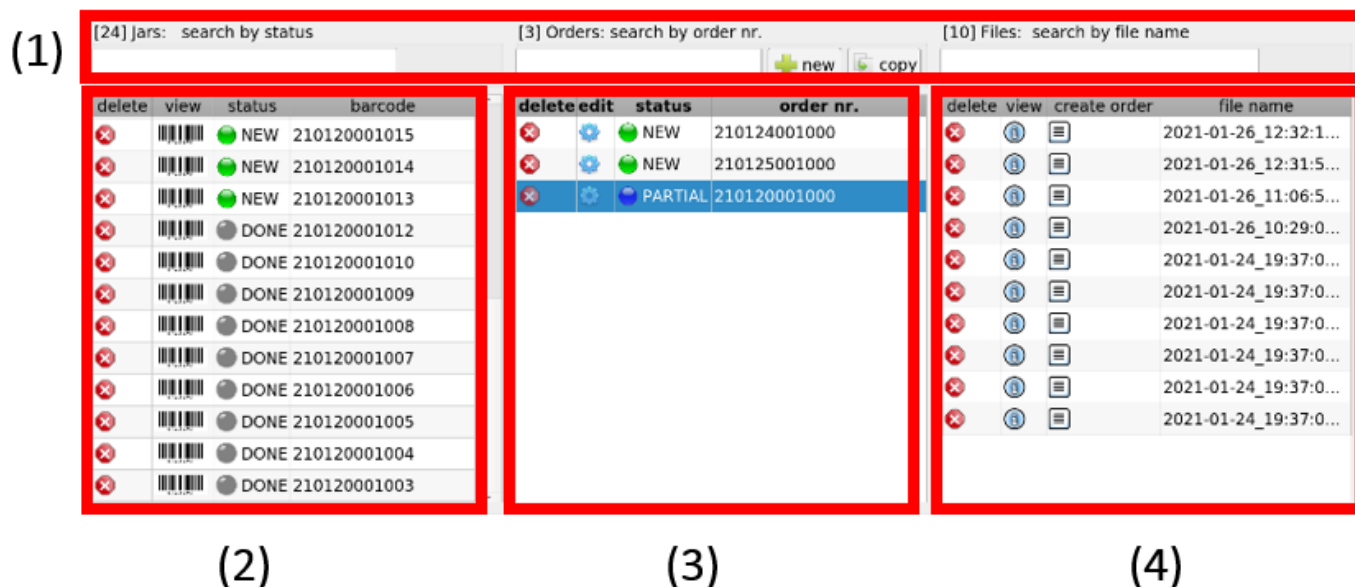 (1)
[24] Jars: search by status
[3] Orders: search by order nr.
new
copy
[10] Files: search by file name
delete view status barcode
NEW 210120001015
NEW 210120001014
NEW 210120001013
DONE 210120001012
DONE 210120001010
DONE 210120001009
DONE 210120001008
DONE 210120001007
DONE 210120001006
DONE 210120001005
DONE 210120001004
DONE 210120001003
(2)
delete edit status order nr.
NEW 210124001000
NEW 210125001000
PARTIAL 210120001000
(3)
delete view create order file name
2021-01-26_12:32:1...
2021-01-26_12:31:5...
2021-01-26_11:06:5...
2021-01-26_10:29:0...
2021-01-24_19:37:0...
2021-01-24_19:37:0...
2021-01-24_19:37:0...
2021-01-24_19:37:0...
2021-01-24_19:37:0...
2021-01-24_19:37:0...
(4)